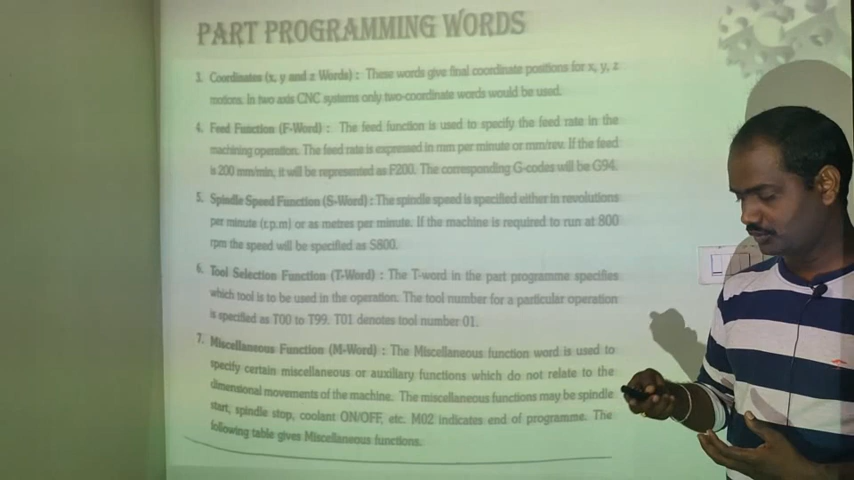 PART PROGRAMMING WORDS
3. Coordinates (x, y and z Words) : These words give final coordinate positions for x, y, z
motions. In two axis CNC systems only two-coordinate words would be used.
4. Feed Function (F-Word) : The feed function is used to specify the feed rate in the
machining operation. The feed rate is expressed in mm per minute or mm/rev. If the feed
is 200 mm/min, it will be represented as F200. The corresponding G-codes will be G94.
5. Spindle Speed Function (S-Word) : The spindle speed is specified either in revolutions
per minute (r.p.m) or as metres per minute. If the machine is required to run at 800
rpm the speed will be specified as S800.
6. Tool Selection Function (T-Word) : The T-word in the part programme specifies
which tool is to be used in the operation. The tool number for a particular operation
is specified as T00 to T99. T01 denotes tool number 01.
7. Miscellaneous Function (M-Word) : The Miscellaneous function word is used to
specify certain miscellaneous or auxiliary functions which do not relate to the
dimensional movements of the machine. The miscellaneous functions may be spindle
start, spindle stop, coolant ON/OFF, etc. M02 indicates end of programme. The
following table gives Miscellaneous functions.